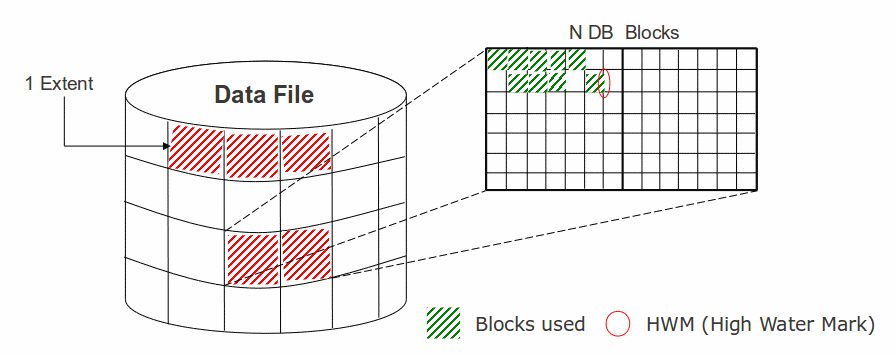 N DB Blocks
1 Extent
Data File
Blocks used
HWM (High Water Mark)